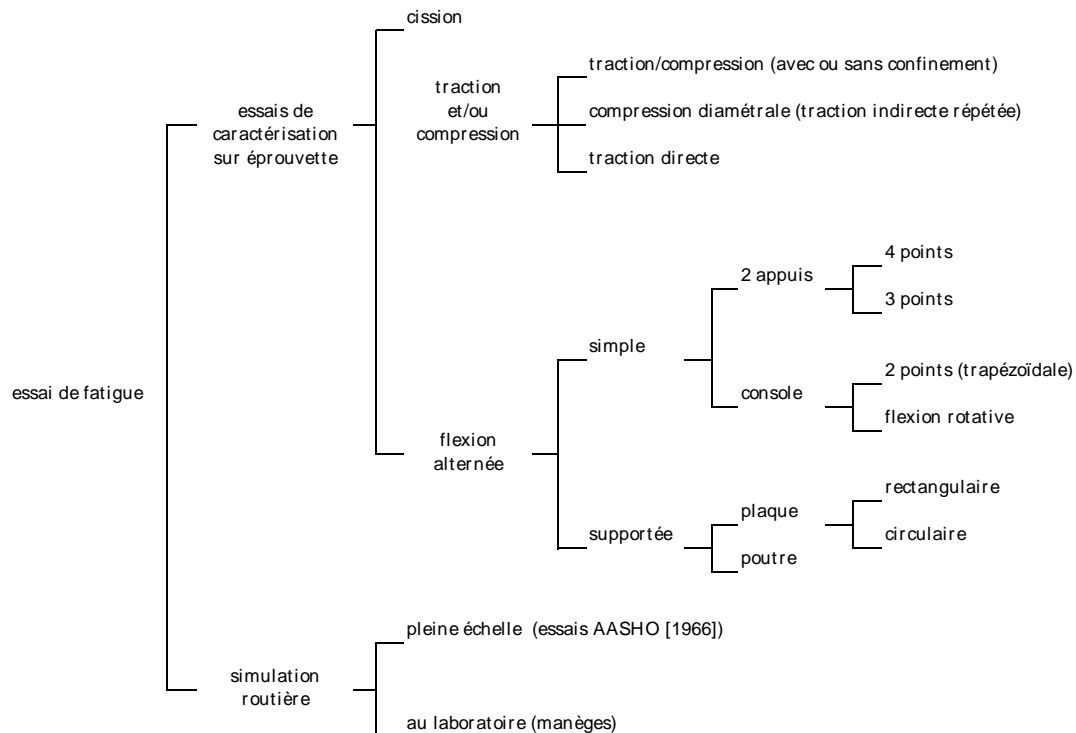 cission
traction
et/ou
compression
traction/compression (avec ou sans confinement)
compression diamétrale (traction indirecte répétée)
traction directe
essais de
caractérisation
sur éprouvette
4 points
2 appuis
3 points
simple
2 points (trapézoïdale)
console
flexion rotative
essai de fatigue
flexion
alternée
rectangulaire
plaque
circulaire
supportée
poutre
pleine échelle (essais AASHO [1966])
simulation
routière
au laboratoire (manèges)